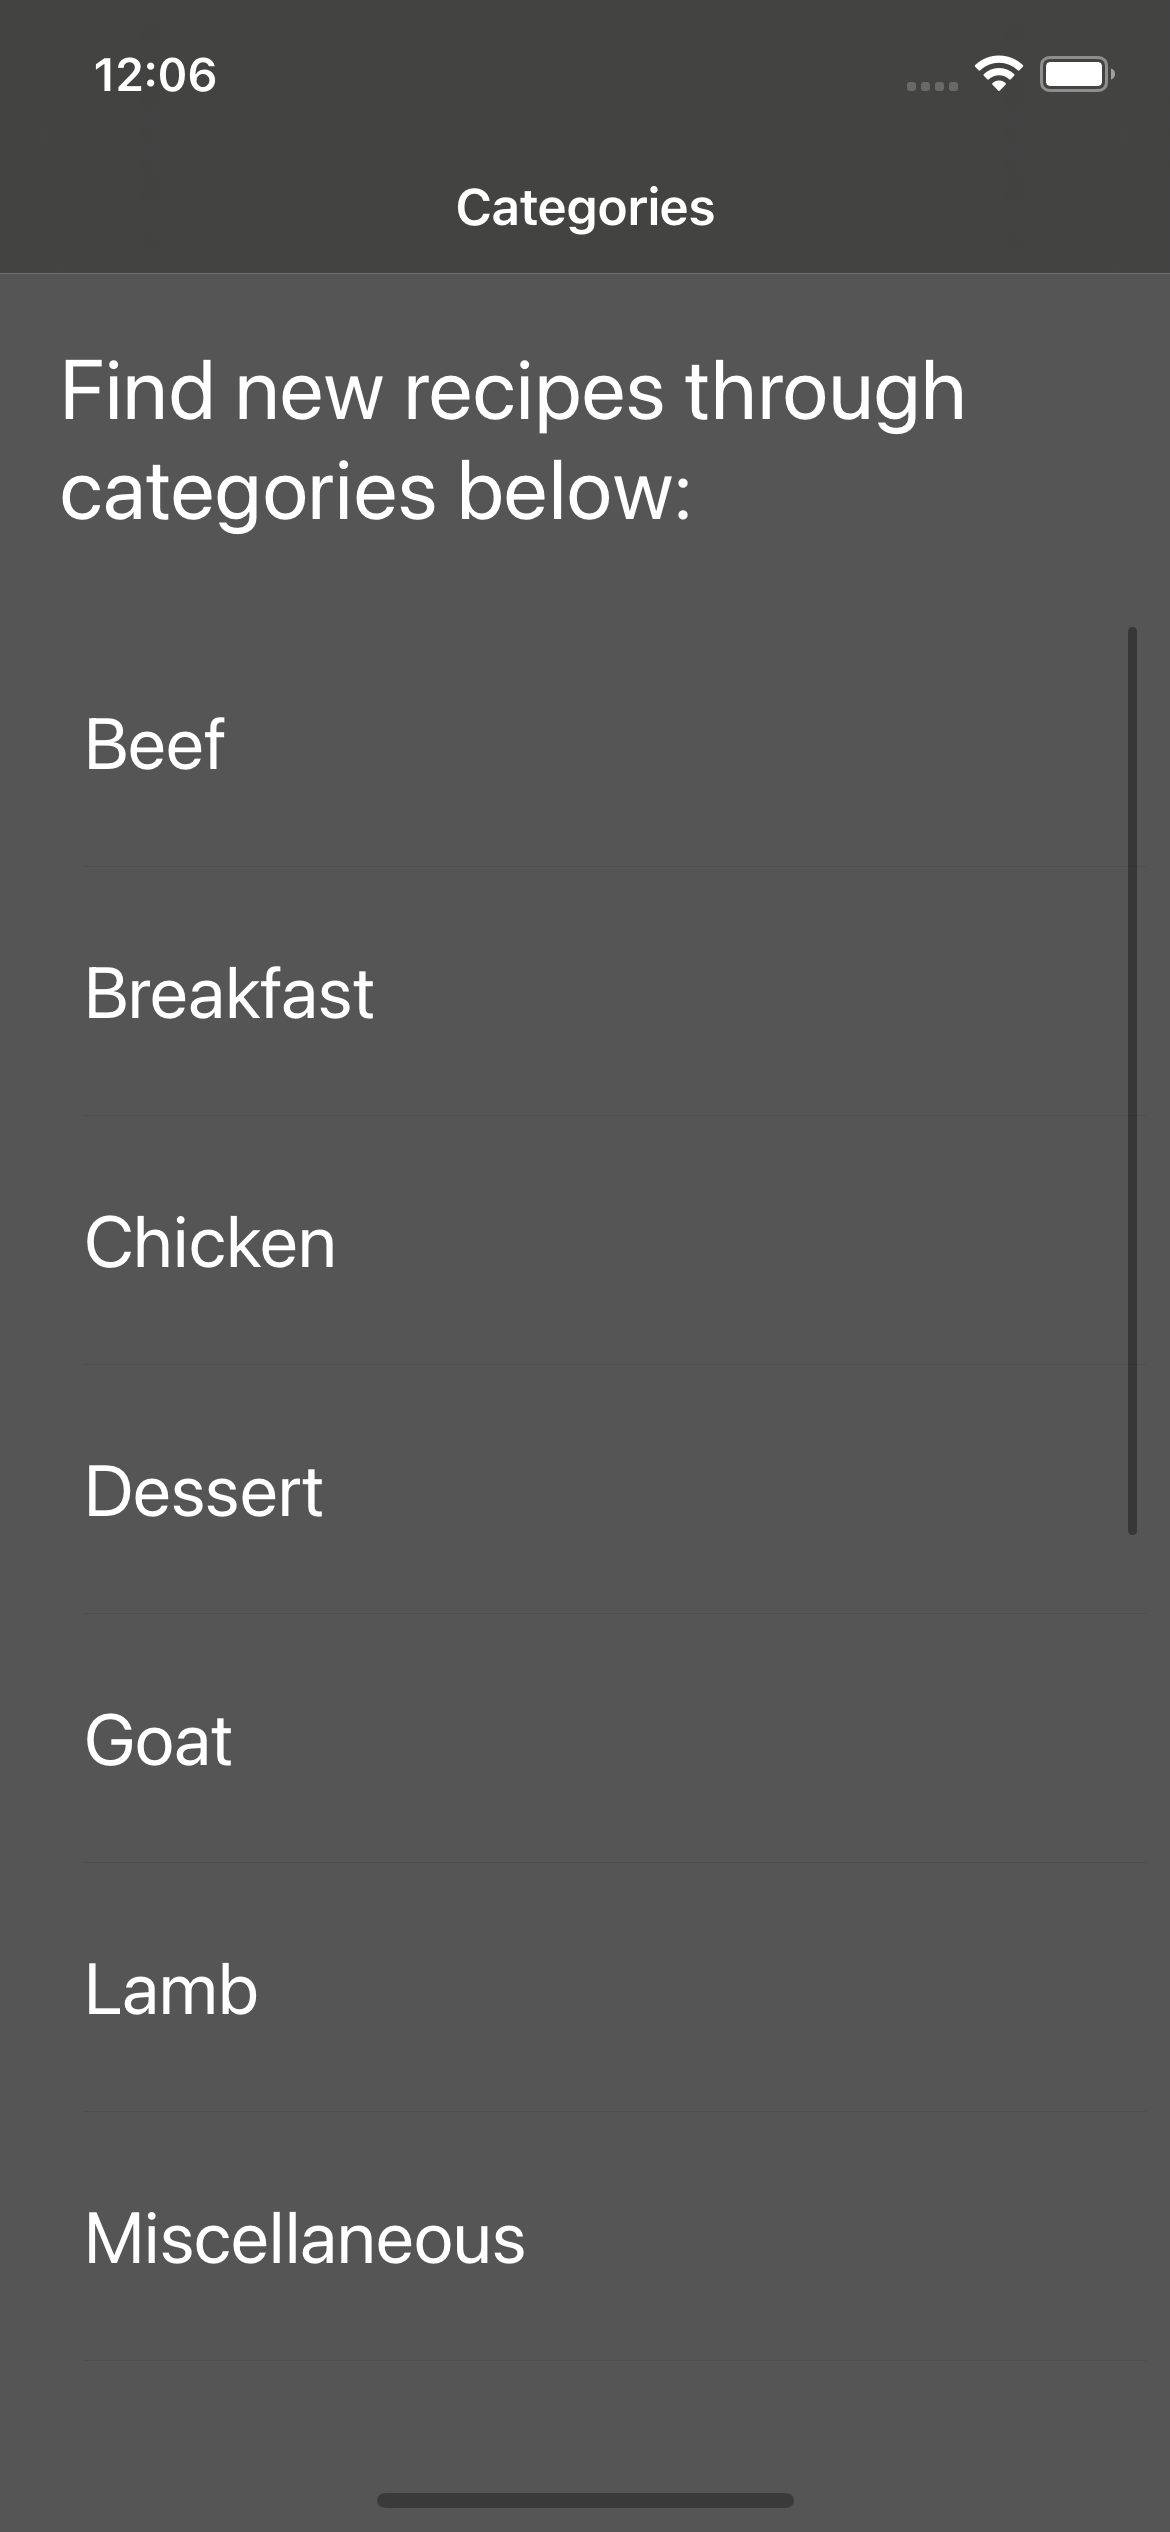 12:06
Categories
Find new recipes through
categories below:
Beef
Breakfast
Chicken
Dessert
Goat
Lamb
Miscellaneous